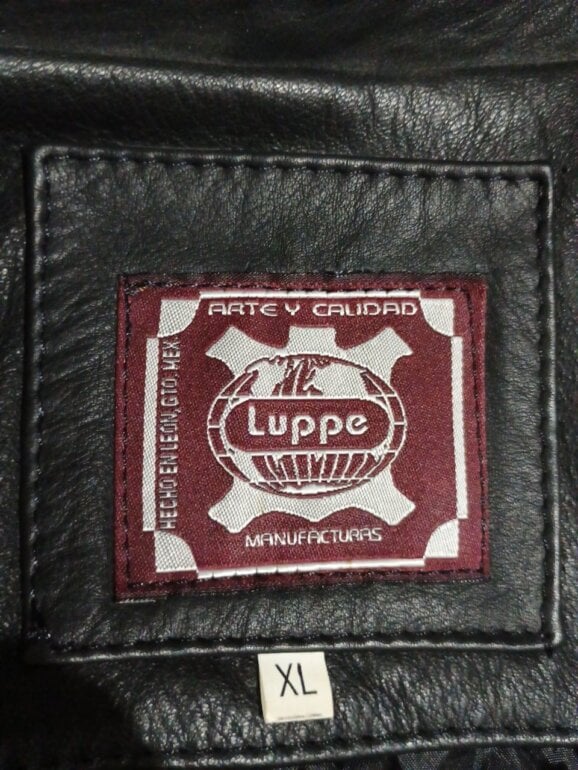 ARTE Y CALIDAD
HECHO EN LEON, GTO. MEX.
Luppe
MANUFACTURAS
XL